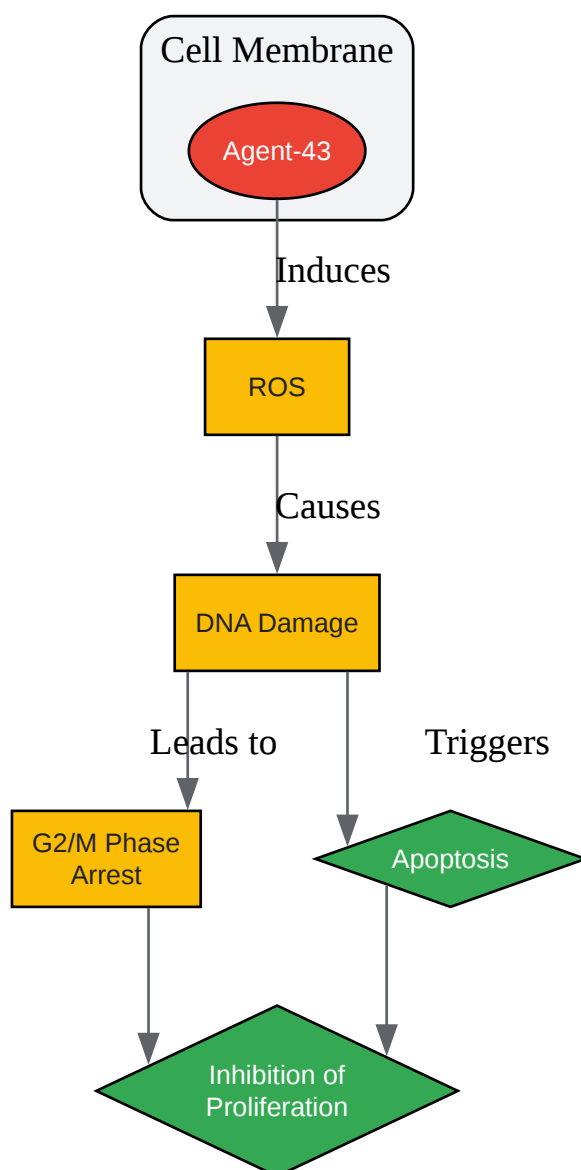 Cell Membrane
Agent-43
Induces
ROS
Causes
DNA Damage
Leads to
Triggers
G2/M Phase
Arrest
Apoptosis
Inhibition of
Proliferation